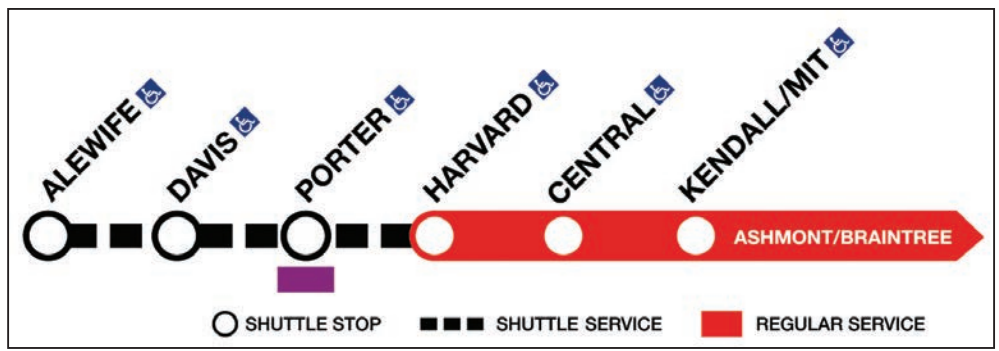 ALEWIFE
DAVIS
PORTER
HARVARD
CENTRAL
KENDALL/MIT
ASHMONT/BRAINTREE
SHUTTLE STOP
SHUTTLE SERVICE
REGULAR SERVICE